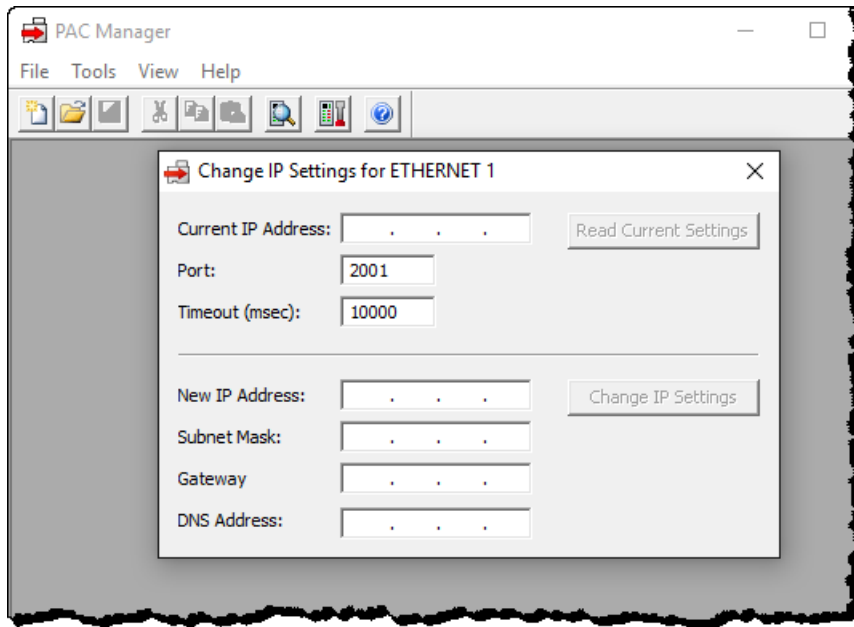 PAC Manager
File Tools View Help
Change IP Settings for ETHERNET 1
Current IP Address: . . . Read Current Settings
Port: 2001
Timeout (msec): 10000
New IP Address: . . . Change IP Settings
Subnet Mask: . . .
Gateway . . .
DNS Address: . . .